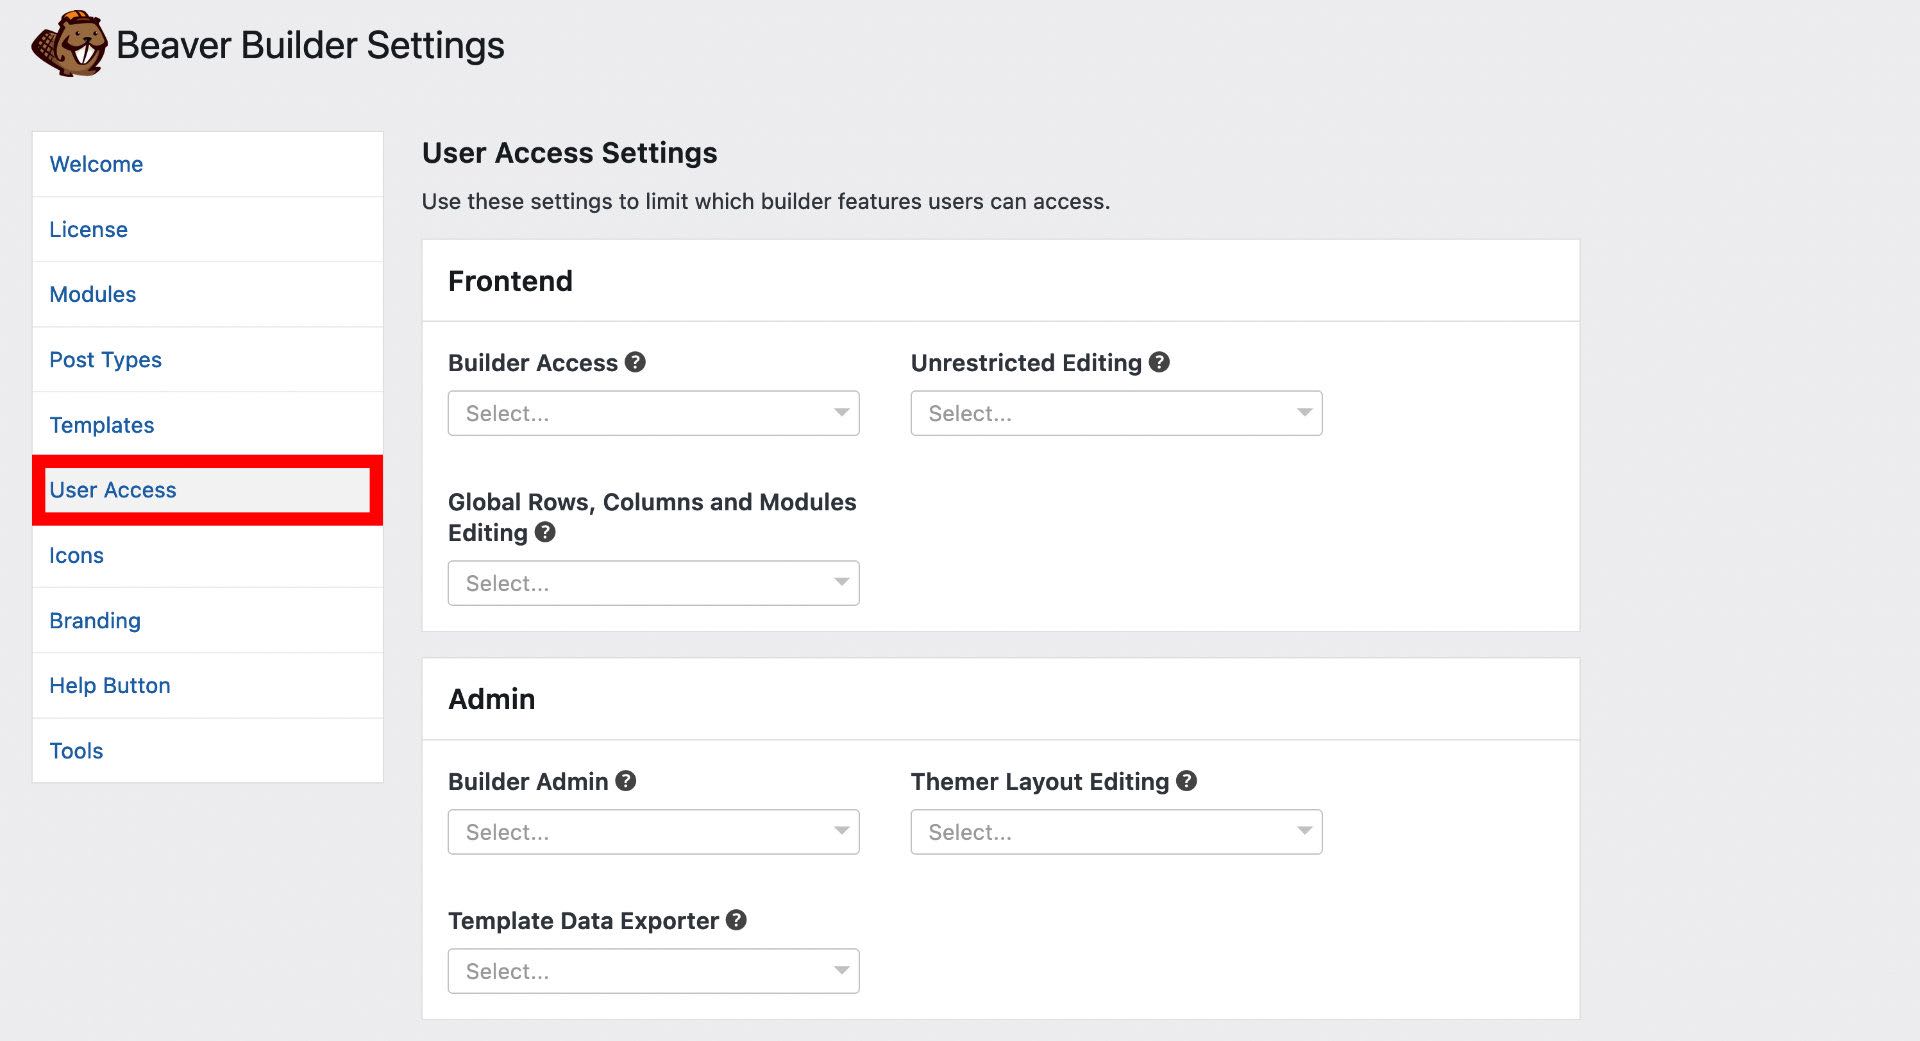 Beaver Builder Settings
Welcome
License
Modules
Post Types
Templates
User Access
Icons
Branding
Help Button
Tools
User Access Settings
Use these settings to limit which builder features users can access.
Frontend
Builder Access ?
Select...
Unrestricted Editing ?
Select...
Global Rows, Columns and Modules
Editing ?
Select...
Admin
Builder Admin ?
Select...
Themer Layout Editing ?
Select...
Template Data Exporter ?
Select...